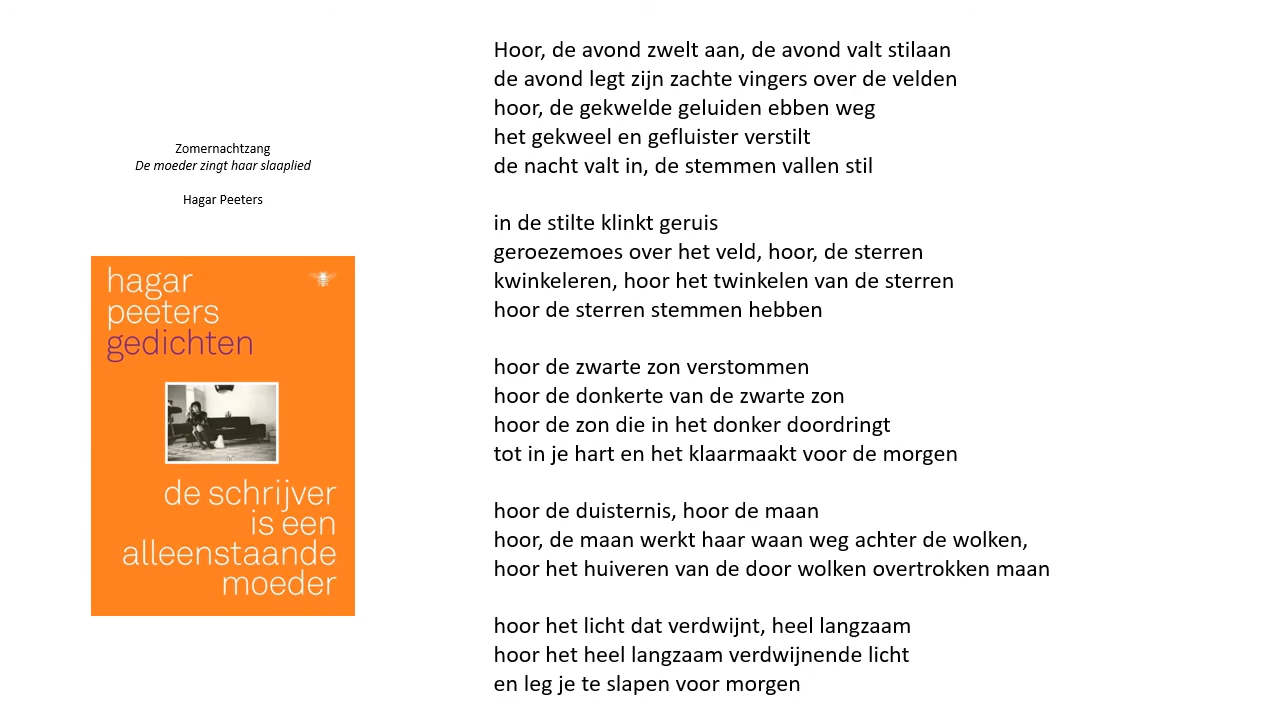 Zomernachtzang
De moeder zingt haar slaaplied
Hagar Peeters
hagar
peeters
gedichten
de schrijver
is een
alleenstaande
moeder
Hoor, de avond zwelt aan, de avond valt stilaan
de avond legt zijn zachte vingers over de velden
hoor, de gekwelde geluiden ebben weg
het gekweel en gefluister verstilt
de nacht valt in, de stemmen vallen stil
in de stilte klinkt geruis
geroezemoes over het veld, hoor, de sterren
kwinkeleren, hoor het twinkelen van de sterren
hoor de sterren stemmen hebben
hoor de zwarte zon verstommen
hoor de donkerte van de zwarte zon
hoor de zon die in het donker doordringt
tot in je hart en het klaarmaakt voor de morgen
hoor de duisternis, hoor de maan
hoor, de maan werkt haar waan weg achter de wolken,
hoor het huiveren van de door wolken overtrokken maan
hoor het licht dat verdwijnt, heel langzaam
hoor het heel langzaam verdwijnende licht
en leg je te slapen voor morgen